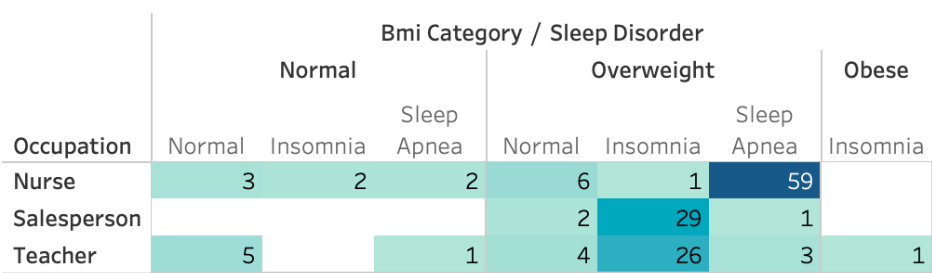 Bmi Category / Sleep Disorder
Normal Overweight Obese
Sleep Sleep
Occupation Normal Insomnia Apnea Normal Insomnia Apnea Insomnia
Nurse 3 2 2 6 1 59
Salesperson 2 29 1
Teacher 5 1 4 26 3 1